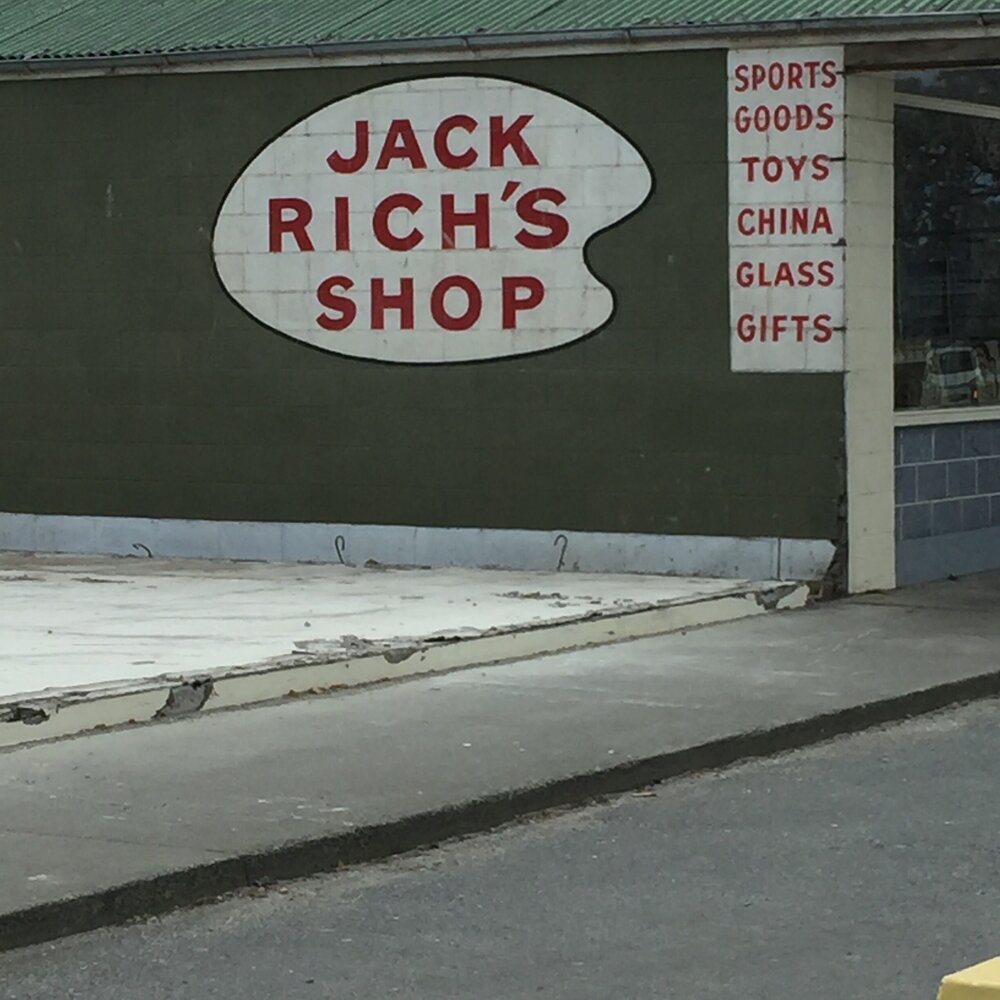 JACK
RICH'S
SHOP
SPORTS
GOODS
TOYS
CHINA
GLASS
GIFTS